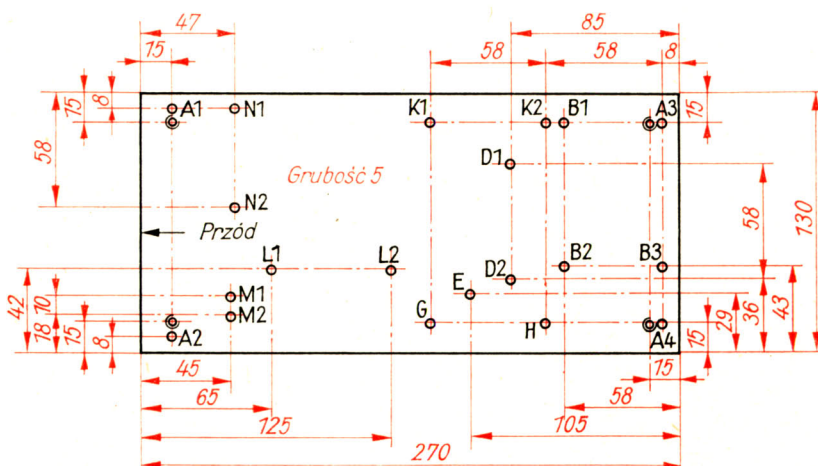 47
85
15
58
58
8
15
8
A1
N1
K1
K2
B1
A3
15
58
D1
Grubość 5
N2
58
130
Przód
L1
L2
D2
B2
B3
E
42
10
M1
18
15
M2
G
H
29
36
43
8
A2
A4
15
15
45
58
65
125
105
270